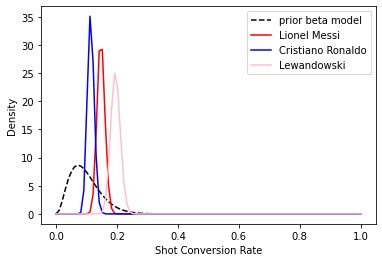 prior beta model
Lionel Messi
Cristiano Ronaldo
Lewandowski
35
30
25
20
15
10
5
0
Density
0.0 0.2 0.4 0.6 0.8 1.0
Shot Conversion Rate